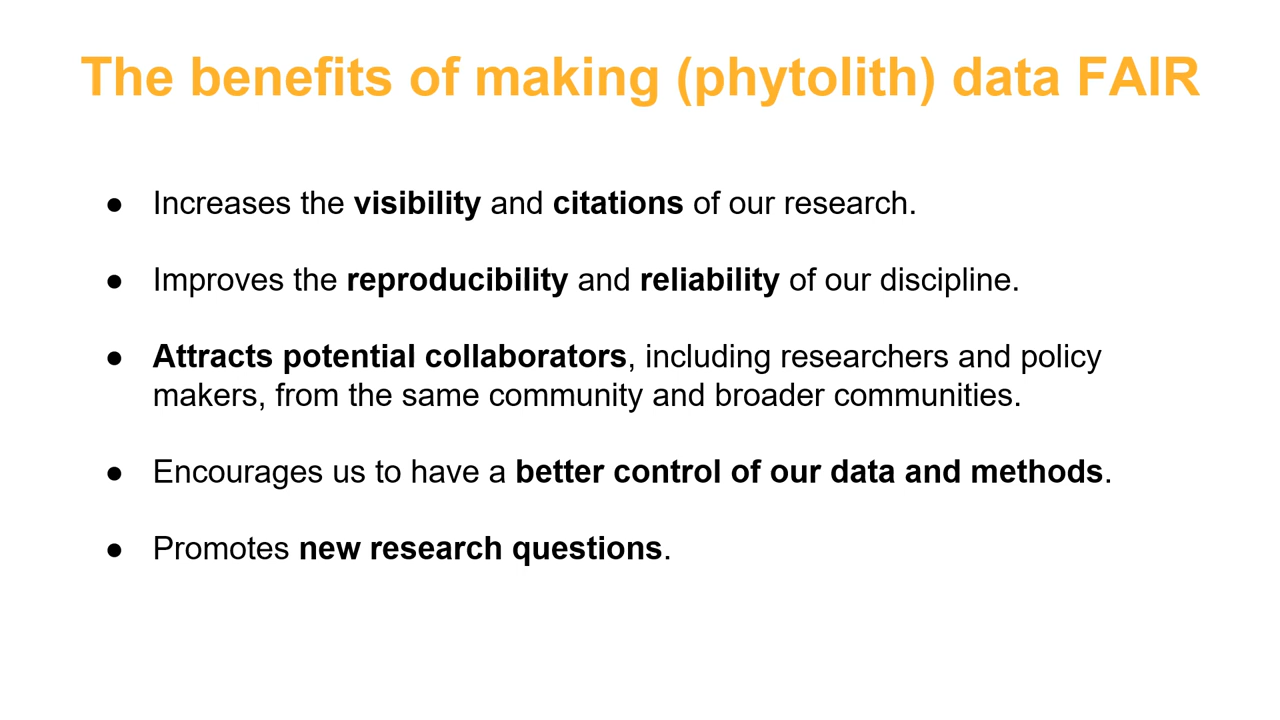 The benefits of making (phytolith) data FAIR
● Increases the visibility and citations of our research.
● Improves the reproducibility and reliability of our discipline.
● Attracts potential collaborators, including researchers and policy
makers, from the same community and broader communities.
● Encourages us to have a better control of our data and methods.
● Promotes new research questions.